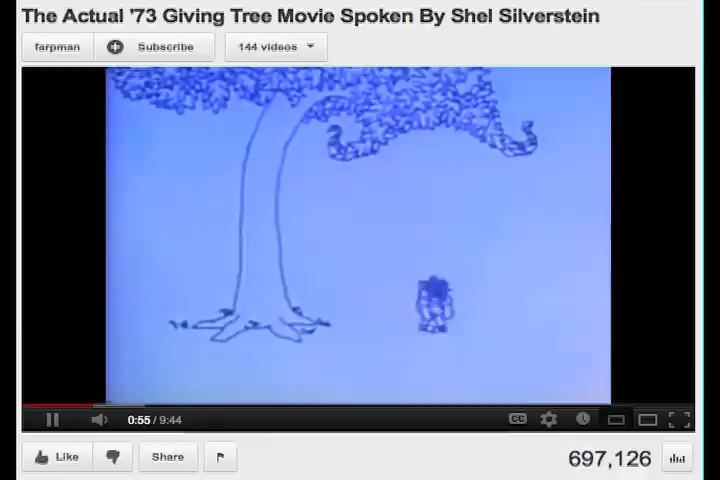 The Actual '73 Giving Tree Movie Spoken By Shel Silverstein
farpman Subscribe 144 videos
0:55 / 9:44 CC
Like Share 697,126